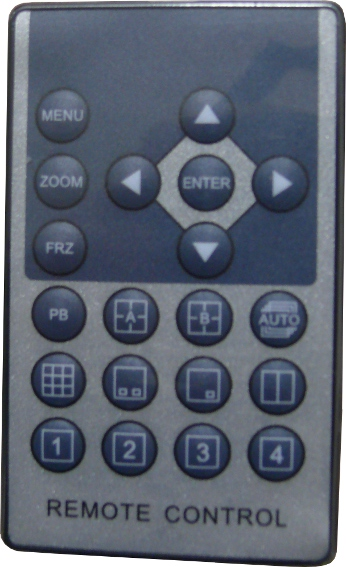 MENU
ZOOM
ENTER
FRZ
PB
A
B
AUTO
1
2
3
4
REMOTE CONTROL